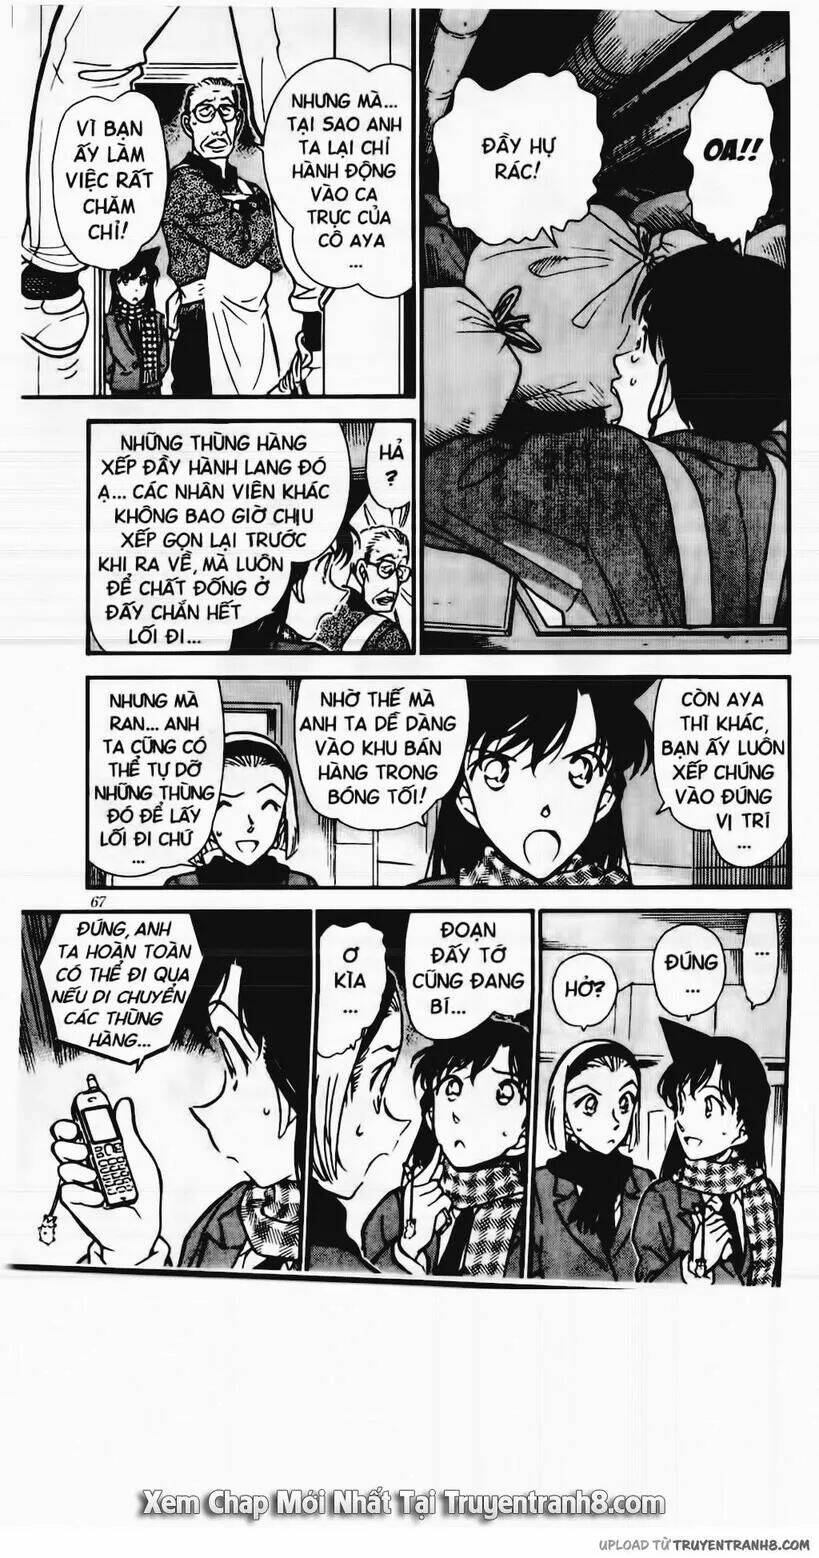 OA!!
ĐẦY HỰ
RÁC!
NHƯNG MÀ...
TẠI SAO ANH
TA LẠI CHỈ
HÀNH ĐỘNG
VÀO CA
TRỰC CỦA
CÔ AYA
...
VÌ BẠN
ẤY LÀM
VIỆC RẤT
CHĂM
CHỈ!
HẢ
?
NHỮNG THÙNG HÀNG
XẾP ĐẦY HÀNH LANG ĐÓ
Ạ... CÁC NHÂN VIÊN KHÁC
KHÔNG BAO GIỜ CHỊU
XẾP GỌN LẠI TRƯỚC
KHI RA VỀ, MÀ LUÔN
ĐỂ CHẤT ĐỐNG Ở
ĐẤY CHẮN HẾT
LỐI ĐI...
CÒN AYA
THÌ KHÁC,
BẠN ẤY LUÔN
XẾP CHÚNG
VÀO ĐÚNG
VỊ TRÍ
...
NHỜ THẾ MÀ
ANH TA DỄ DÀNG
VÀO KHU BÁN
HÀNG TRONG
BÓNG TỐI!
NHƯNG MÀ
RAN... ANH
TA CŨNG CÓ
THỂ TỰ DỠ
NHỮNG THÙNG
ĐÓ ĐỂ LẤY
LỐI ĐI CHỨ
...
67
...
ĐÚNG
...
HỞ?
ĐOẠN
ĐẤY TỚ
CŨNG ĐANG
BÍ...
Ơ
KÌA
...
ĐÚNG, ANH
TA HOÀN TOÀN
CÓ THỂ ĐI QUA
NẾU DI CHUYỂN
CÁC THÙNG
HÀNG...
Xem Chap Mới Nhất Tại Truyentranh8.com
UPLOAD TỪ TRUYENTRANH8.COM